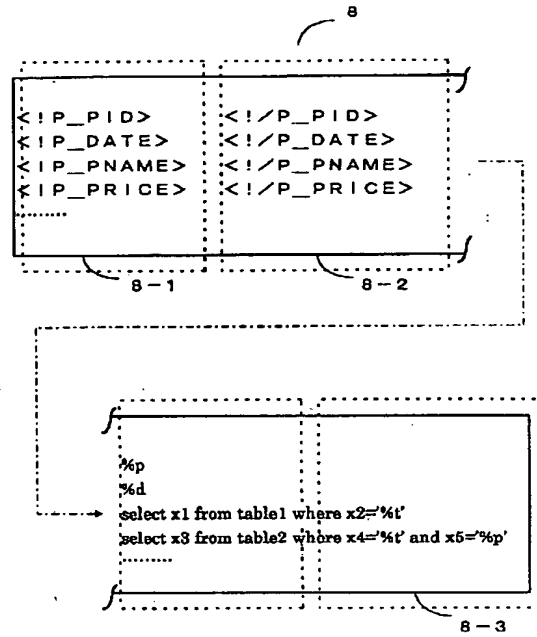 8
<!P_PID> <!/P_PID>
<!P_DATE> <!/P_DATE>
<!P_PNAME> <!/P_PNAME>
<!P_PRICE> <!/P_PRICE>
........
8-1 8-2
%p
%d
select x1 from table1 where x2='%t'
select x3 from table2 where x4='%t' and x5='%p'
........
8-3